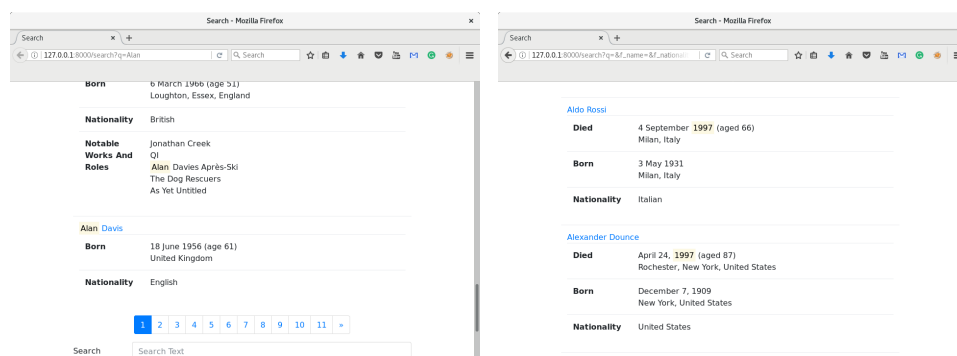 Search - Mozilla Firefox
Search
127.0.0.1:8000/search?q=Alan
Search
Born 6 March 1966 (age 51)
Loughton, Essex, England
Nationality British
Notable Works And Roles Jonathan Creek
QI
Alan Davies Après-Ski
The Dog Rescuers
As Yet Untitled
Alan Davis
Born 18 June 1956 (age 61)
United Kingdom
Nationality English
1 2 3 4 5 6 7 8 9 10 11 »
Search Search Text
Search - Mozilla Firefox
Search
127.0.0.1:8000/search?q=&f_name=&f_national
Search
Aldo Rossi
Died 4 September 1997 (aged 66)
Milan, Italy
Born 3 May 1931
Milan, Italy
Nationality Italian
Alexander Dounce
Died April 24, 1997 (aged 87)
Rochester, New York, United States
Born December 7, 1909
New York, United States
Nationality United States